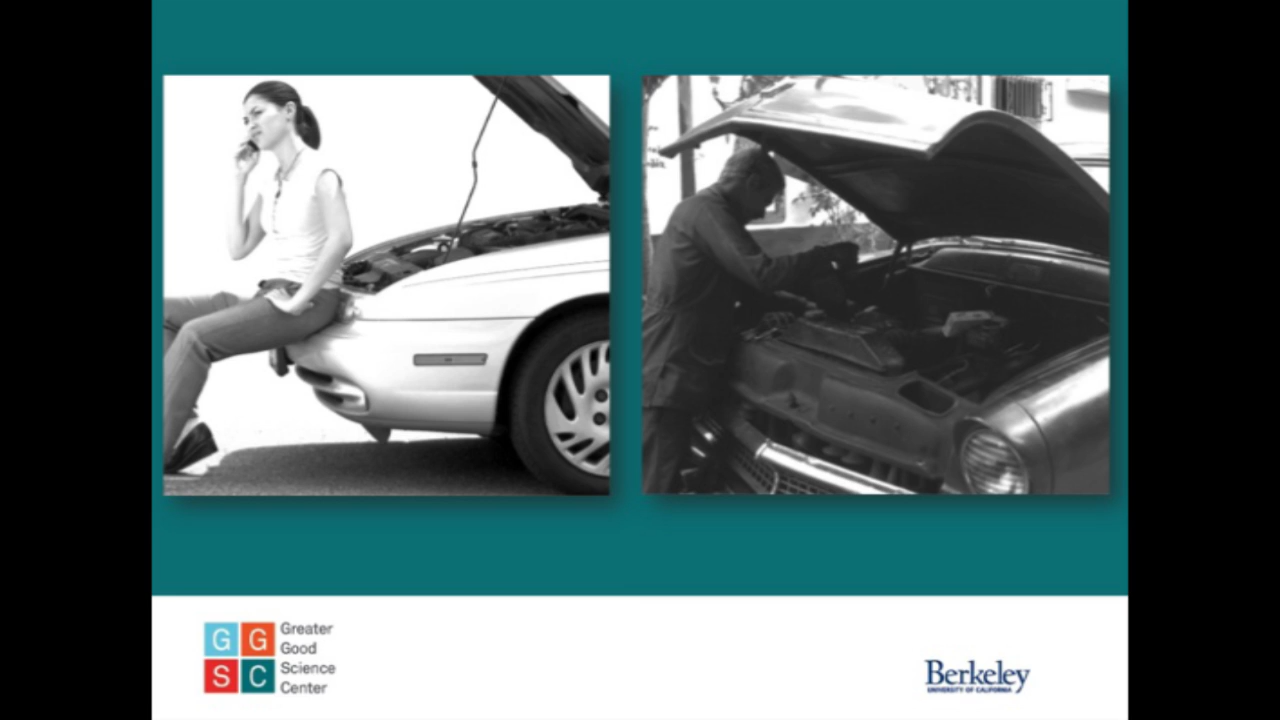 G G
S C
Greater
Good
Science
Center
Berkeley
UNIVERSITY OF CALIFORNIA